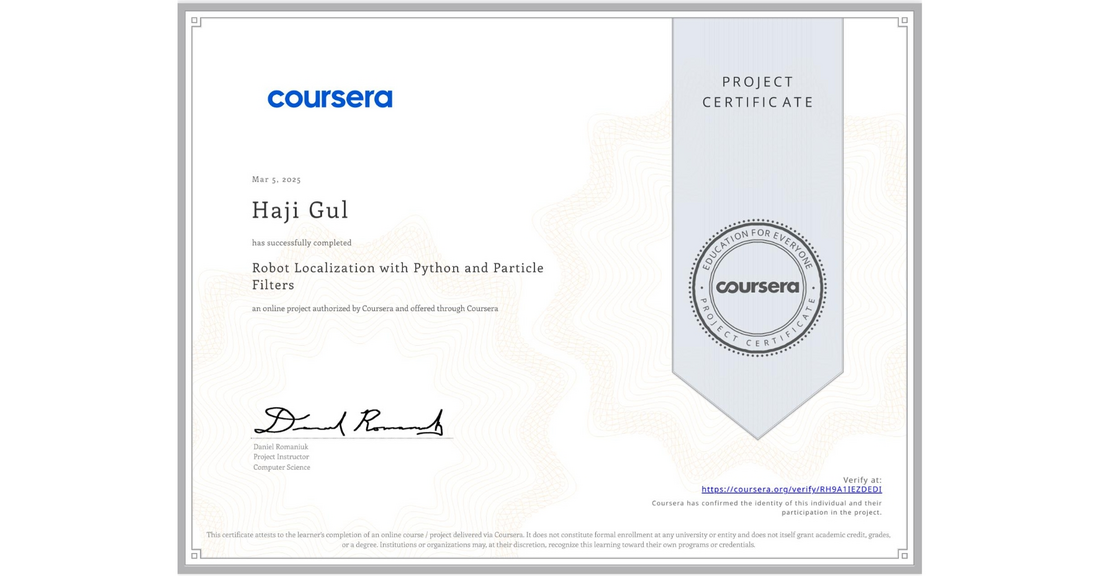 coursera
PROJECT
CERTIFICATE
Mar 5, 2025
Haji Gul
has successfully completed
Robot Localization with Python and Particle
Filters
an online project authorized by Coursera and offered through Coursera
EDUCATION FOR EVERYONE
coursera
PROJECT CERTIFICATE
Daniel Romaniuk
Daniel Romaniuk
Project Instructor
Computer Science
Verify at:
https://coursera.org/verify/RH9A1IEZDEDI
Coursera has confirmed the identity of this individual and their
participation in the project.
This certificate attests to the learner's completion of an online course / project delivered via Coursera. It does not constitute formal enrollment at any university or entity and does not itself grant academic credit, grades,
or a degree. Institutions or organizations may, at their discretion, recognize this learning toward their own programs or credentials.